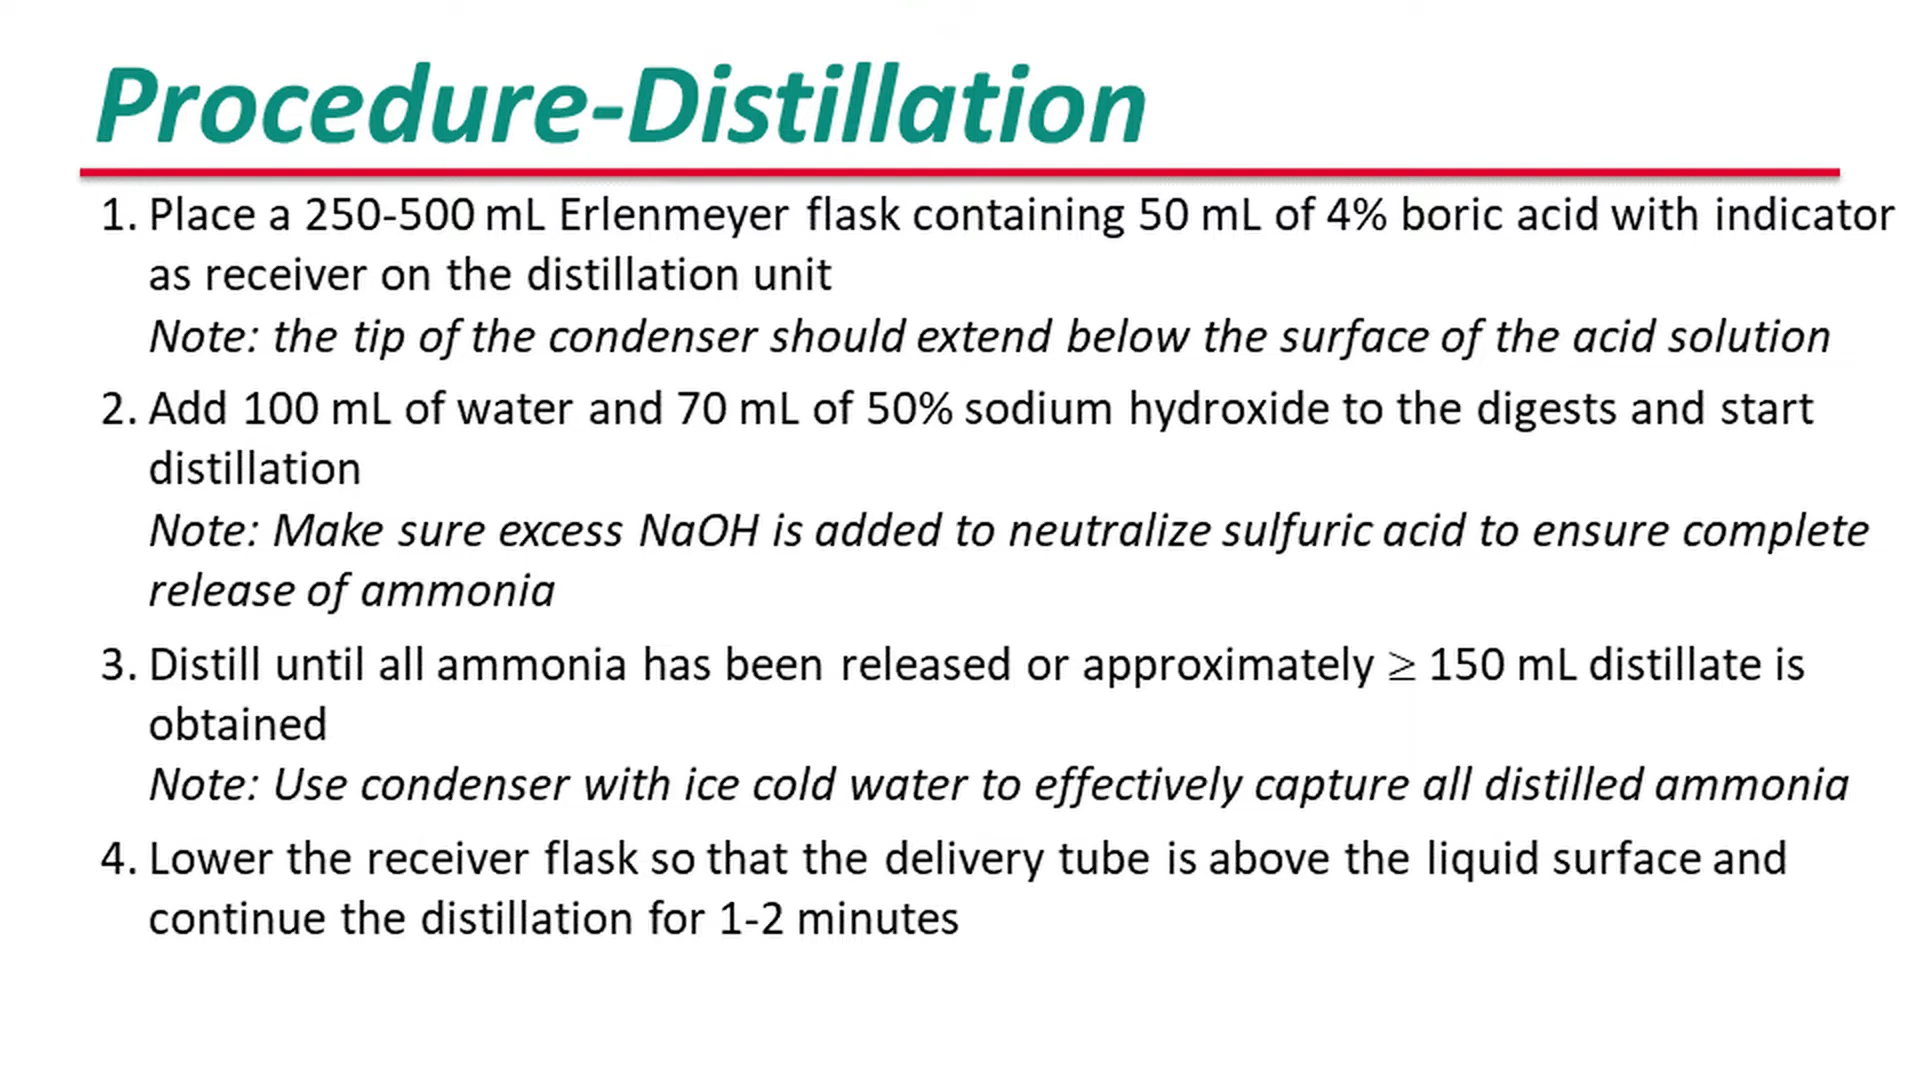 Procedure-Distillation
1. Place a 250-500 mL Erlenmeyer flask containing 50 mL of 4% boric acid with indicator
as receiver on the distillation unit
Note: the tip of the condenser should extend below the surface of the acid solution
2. Add 100 mL of water and 70 mL of 50% sodium hydroxide to the digests and start
distillation
Note: Make sure excess NaOH is added to neutralize sulfuric acid to ensure complete
release of ammonia
3. Distill until all ammonia has been released or approximately ≥ 150 mL distillate is
obtained
Note: Use condenser with ice cold water to effectively capture all distilled ammonia
4. Lower the receiver flask so that the delivery tube is above the liquid surface and
continue the distillation for 1-2 minutes